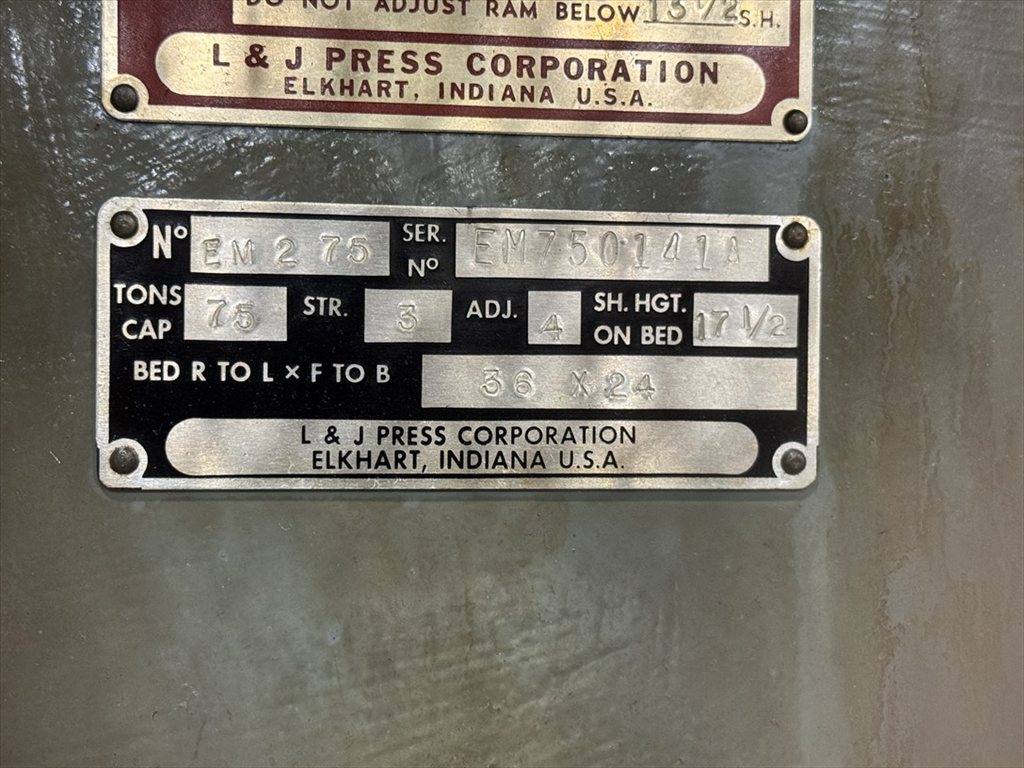 DO NOT ADJUST RAM BELOW 13 1/2 S.H.
L & J PRESS CORPORATION
ELKHART, INDIANA U.S.A.
Nº EM 2 75 SER. Nº EM750141A
TONS CAP 75 STR. 3 ADJ. 4 SH. HGT. ON BED 17 1/2
BED R TO L × F TO B 36 X 24
L & J PRESS CORPORATION
ELKHART, INDIANA U.S.A.